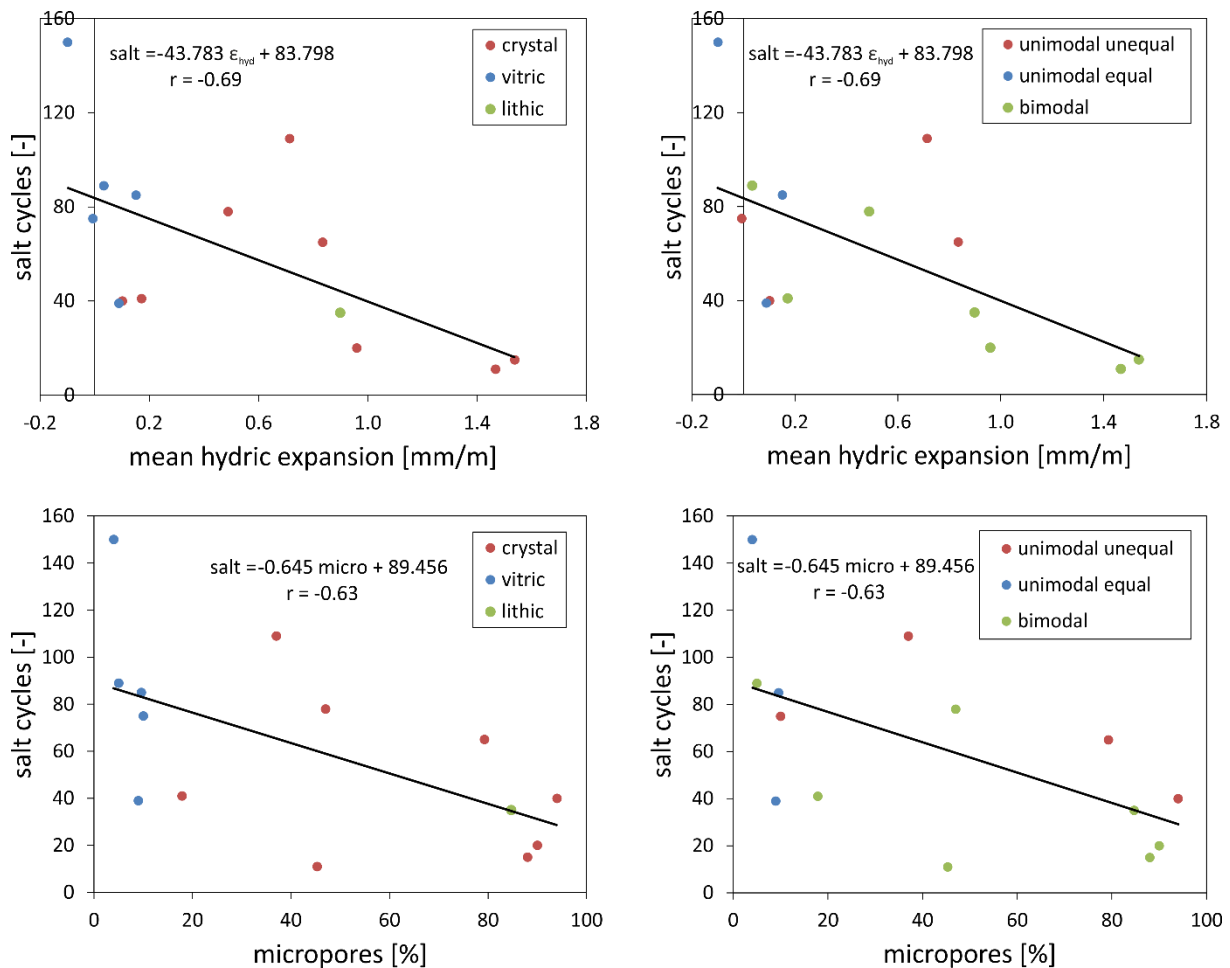 160
120
80
40
0
salt cycles [-]
salt =-43.783 εhyd + 83.798
r = -0.69
crystal
vitric
lithic
-0.2
0.2
0.6
1.0
1.4
1.8
mean hydric expansion [mm/m]
160
120
80
40
0
salt cycles [-]
salt =-43.783 εhyd + 83.798
r = -0.69
unimodal unequal
unimodal equal
bimodal
-0.2
0.2
0.6
1.0
1.4
1.8
mean hydric expansion [mm/m]
160
140
120
100
80
60
40
20
0
salt cycles [-]
salt =-0.645 micro + 89.456
r = -0.63
crystal
vitric
lithic
0
20
40
60
80
100
micropores [%]
160
140
120
100
80
60
40
20
0
salt cycles [-]
salt =-0.645 micro + 89.456
r = -0.63
unimodal unequal
unimodal equal
bimodal
0
20
40
60
80
100
micropores [%]